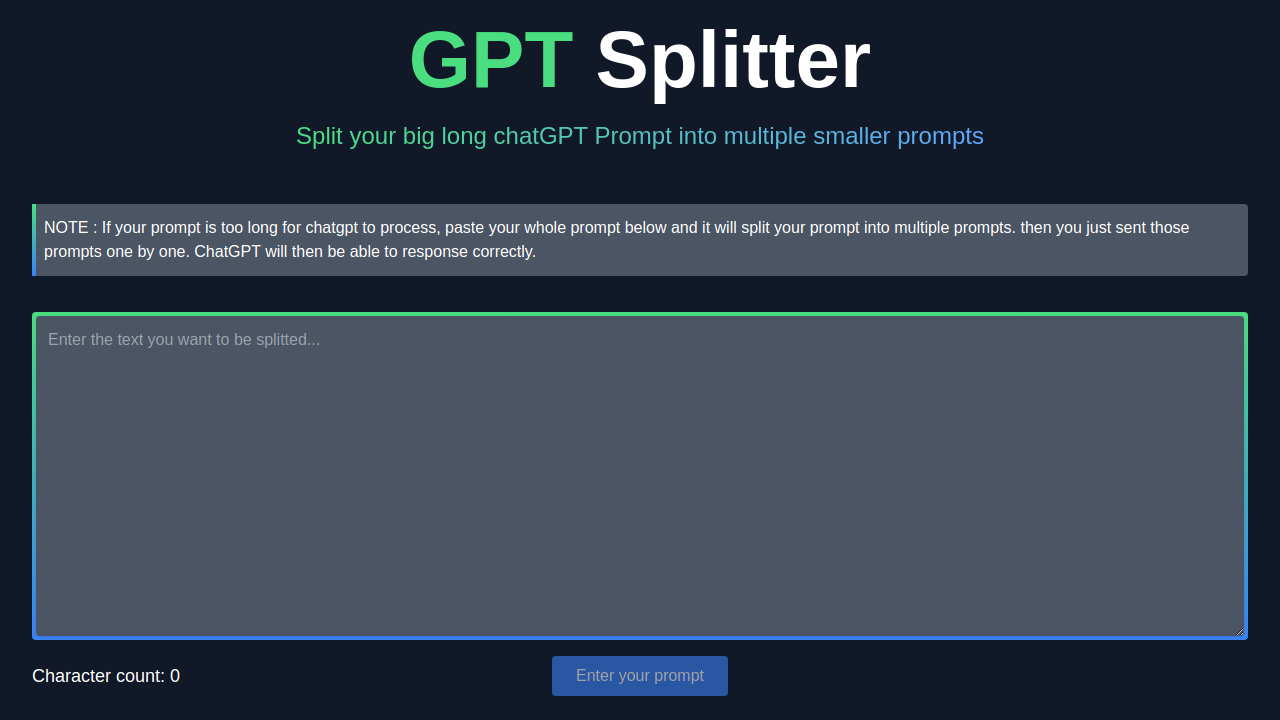 GPT Splitter
Split your big long chatGPT Prompt into multiple smaller prompts
NOTE : If your prompt is too long for chatgpt to process, paste your whole prompt below and it will split your prompt into multiple prompts. then you just sent those
prompts one by one. ChatGPT will then be able to response correctly.
Enter the text you want to be splitted...
Character count: 0
Enter your prompt